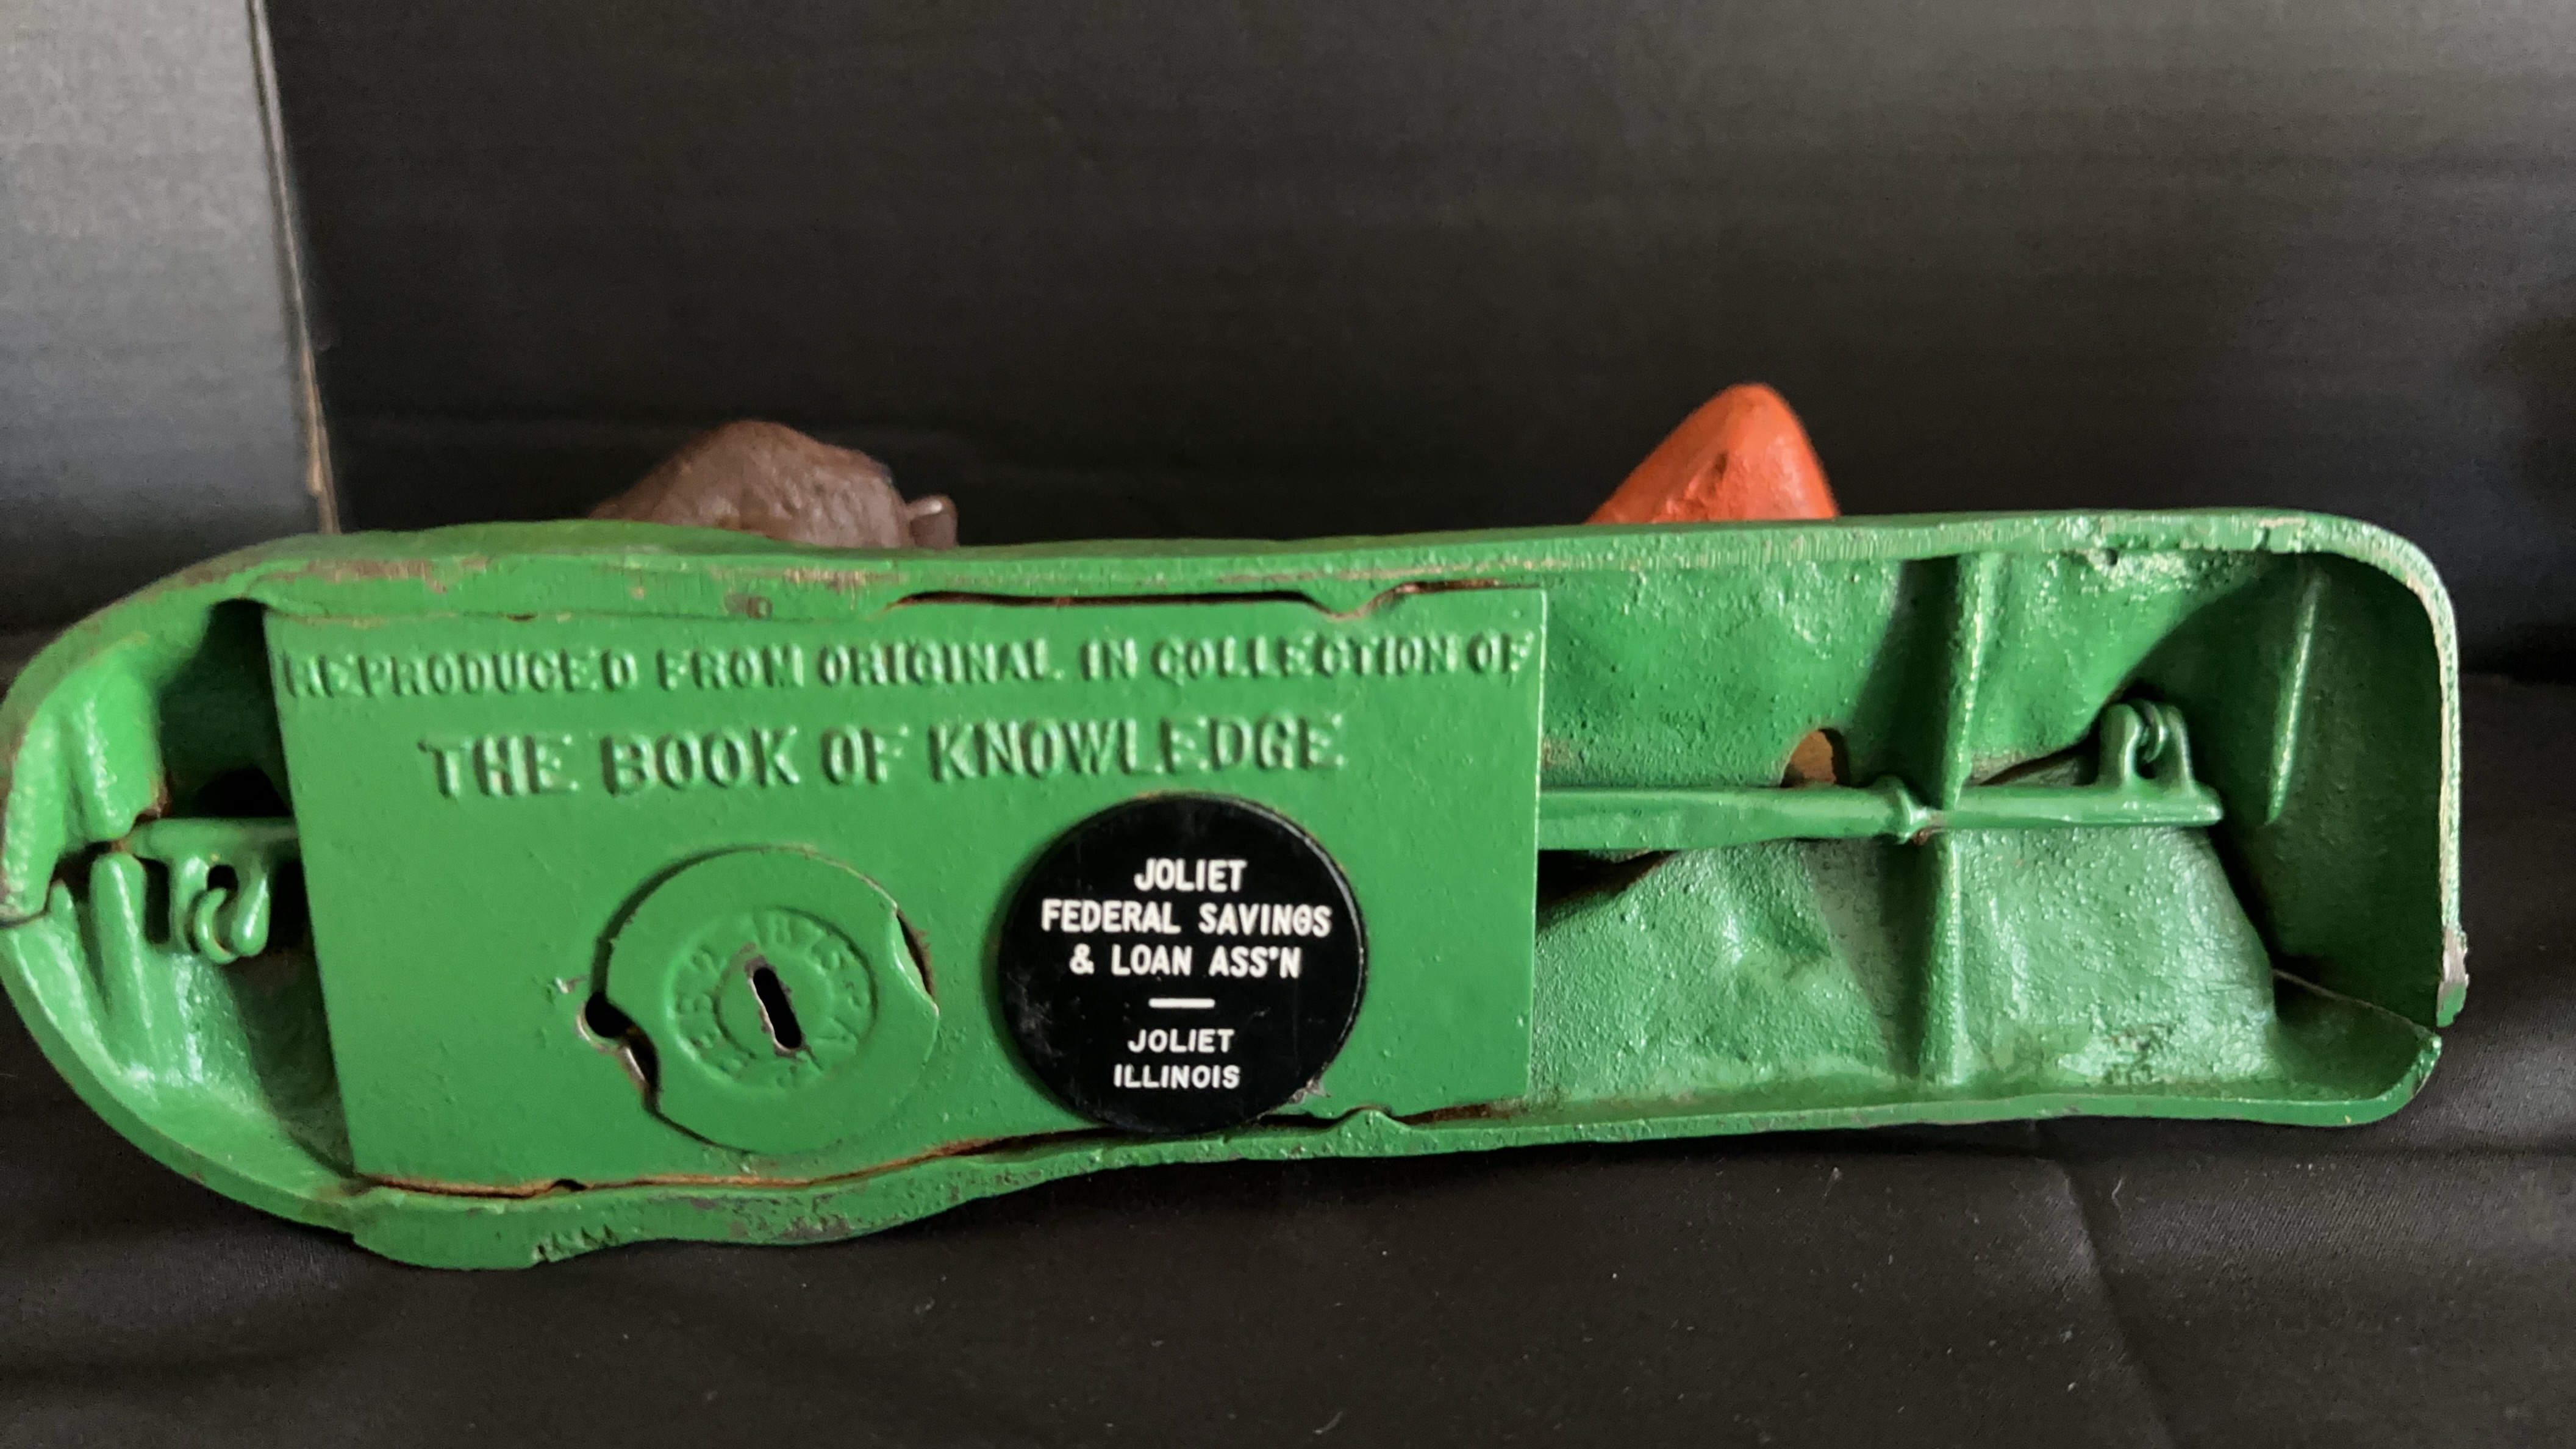 REPRODUCED FROM ORIGINAL IN COLLECTION OF
THE BOOK OF KNOWLEDGE
JOLIET
FEDERAL SAVINGS
& LOAN ASS'N
JOLIET
ILLINOIS